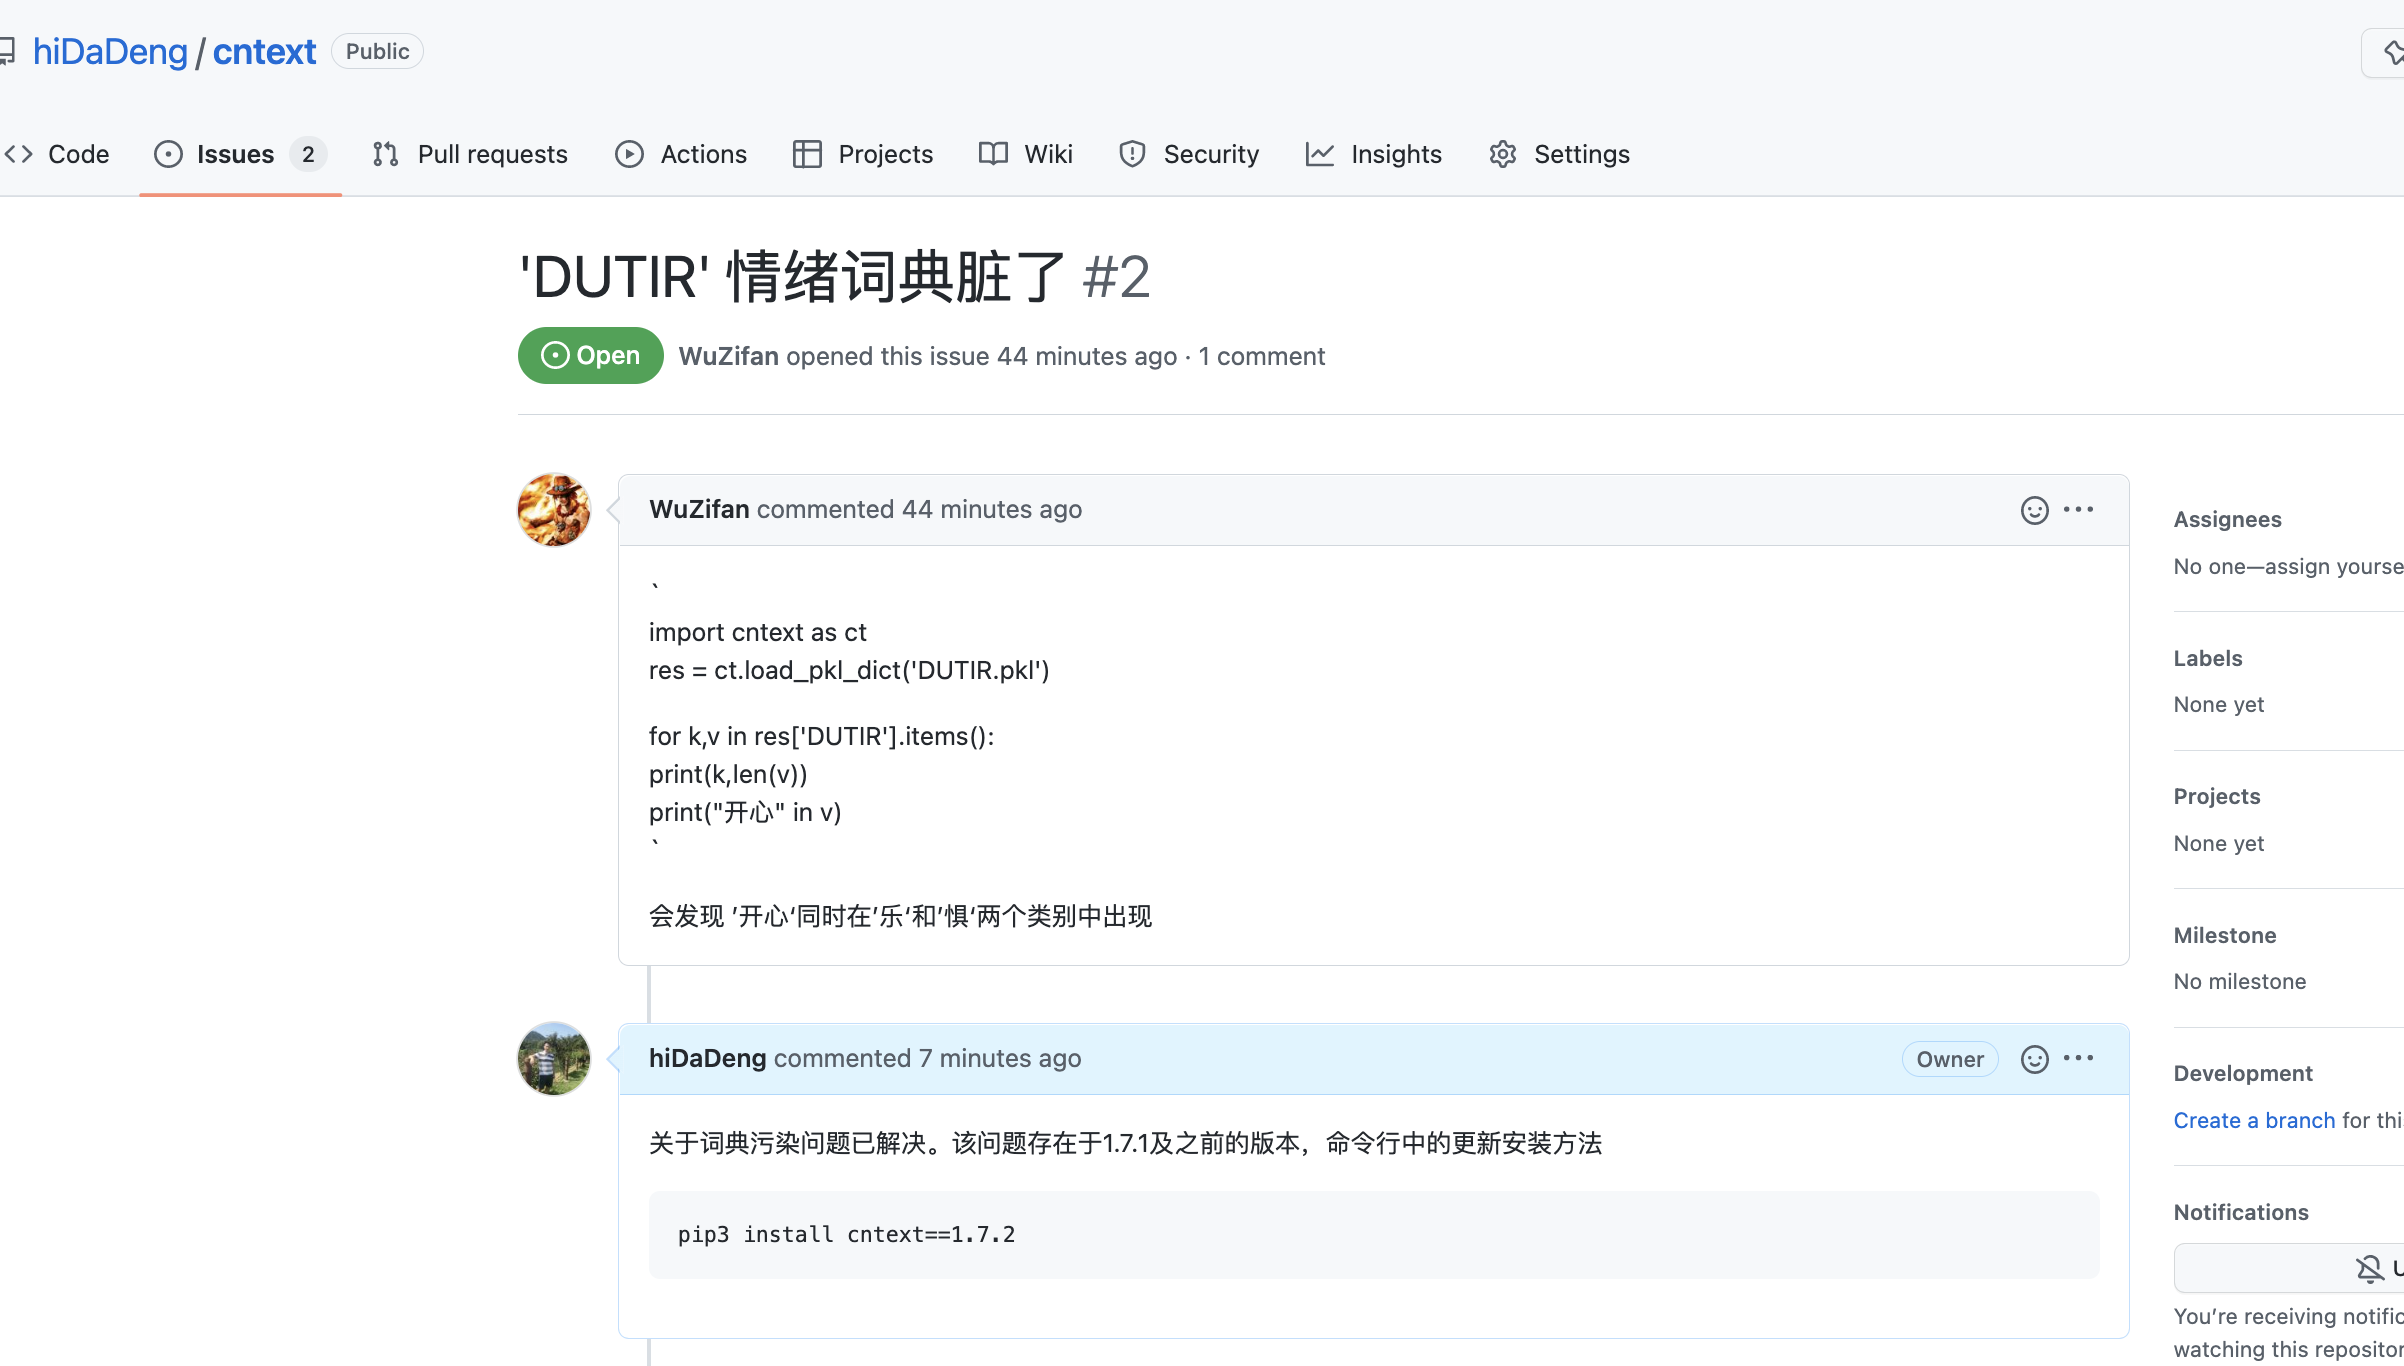 hiDaDeng / cntext Public
Code Issues 2 Pull requests Actions Projects Wiki Security Insights Settings
'DUTIR' 情绪词典脏了 #2
Open WuZifan opened this issue 44 minutes ago · 1 comment
WuZifan commented 44 minutes ago
`
import cntext as ct
res = ct.load_pkl_dict('DUTIR.pkl')
for k,v in res['DUTIR'].items():
print(k,len(v))
print("开心" in v)
`
会发现 ’开心‘同时在’乐‘和’惧‘两个类别中出现
hiDaDeng commented 7 minutes ago Owner
关于词典污染问题已解决。该问题存在于1.7.1及之前的版本，命令行中的更新安装方法
pip3 install cntext==1.7.2
Assignees
No one—assign yourse
Labels
None yet
Projects
None yet
Milestone
No milestone
Development
Create a branch for thi
Notifications
You’re receiving notific
watching this repositor